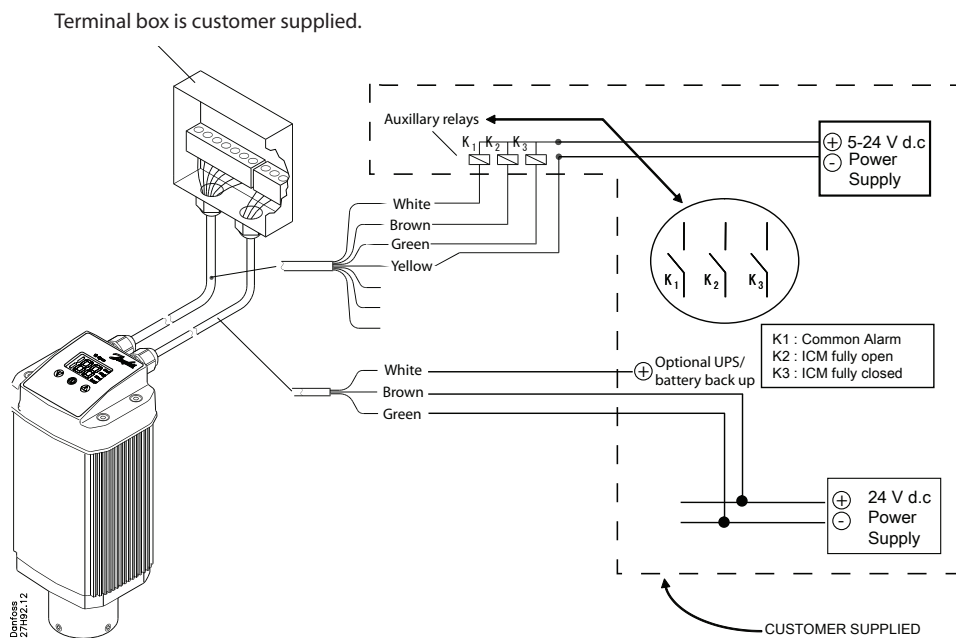 Terminal box is customer supplied.
Auxillary relays
K1 K2 K3
5-24 V d.c
+ Power
- Supply
White
Brown
Green
Yellow
K1 K2 K3
K1 : Common Alarm
K2 : ICM fully open
K3 : ICM fully closed
White
+ Optional UPS/
battery back up
Brown
Green
+ 24 V d.c
- Power
Supply
Danfoss
27H92.12
CUSTOMER SUPPLIED